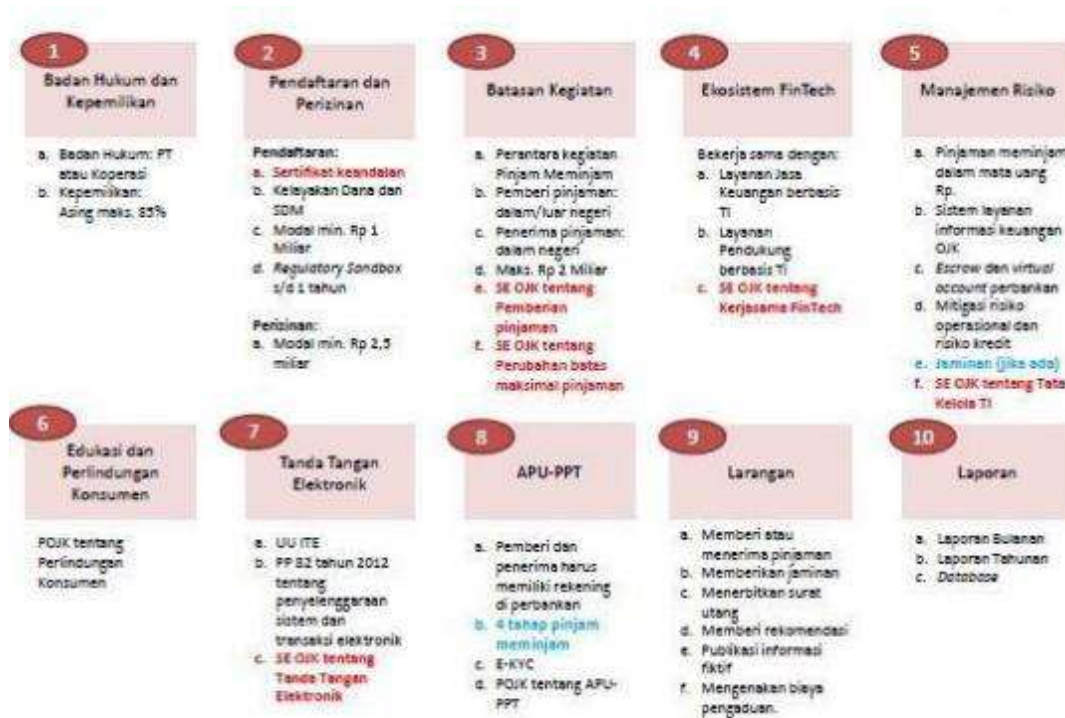 1
Badan Hukum dan
Kepemilikan
a. Badan Hukum: PT
atau Koperasi
b. Kepemilikan:
Asing maks. 85%
2
Pendaftaran dan
Perizinan
Pendaftaran:
a. Sertifikat keandalan
b. Kelayakan Dana dan
SDM
c. Modal min. Rp 1
Miliar
d. Regulatory Sandbox
s/d 1 tahun
Perizinan:
a. Modal min. Rp 2,5
miliar
3
Batasan Kegiatan
a. Perantara kegiatan
Pinjam Meminjam
b. Pemberi pinjaman:
dalam/luar negeri
c. Penerima pinjaman:
dalam negeri
d. Maks. Rp 2 Miliar
e. SE OJK tentang
Pemberian
pinjaman
f. SE OJK tentang
Perubahan batas
maksimal pinjaman
4
Ekosistem FinTech
Bekerja sama dengan:
a. Layanan Jasa
Keuangan berbasis
TI
b. Layanan
Pendukung
berbasis TI
c. SE OJK tentang
Kerjasama FinTech
5
Manajemen Risiko
a. Pinjaman meminjam
dalam mata uang
Rp.
b. Sistem layanan
informasi keuangan
OJK
c. Escrow dan virtual
account perbankan
d. Mitigasi risiko
operasional dan
risiko kredit
e. Jaminan (jika ada)
f. SE OJK tentang Tata
Kelola TI
6
Edukasi dan
Perlindungan
Konsumen
POJK tentang
Perlindungan
Konsumen
7
Tanda Tangan
Elektronik
a. UU ITE
b. PP 82 tahun 2012
tentang
penyelenggaraan
sistem dan
transaksi elektronik
c. SE OJK tentang
Tanda Tangan
Elektronik
8
APU-PPT
a. Pemberi dan
penerima harus
memiliki rekening
di perbankan
b. 4 tahap pinjam
meminjam
c. E-KYC
d. POJK tentang APU-
PPT
9
Larangan
a. Memberi atau
menerima pinjaman
b. Memberikan jaminan
c. Menerbitkan surat
utang
d. Memberi rekomendasi
e. Publikasi informasi
fiktif
f. Mengenakan biaya
pengaduan.
10
Laporan
a. Laporan Bulanan
b. Laporan Tahunan
c. Database